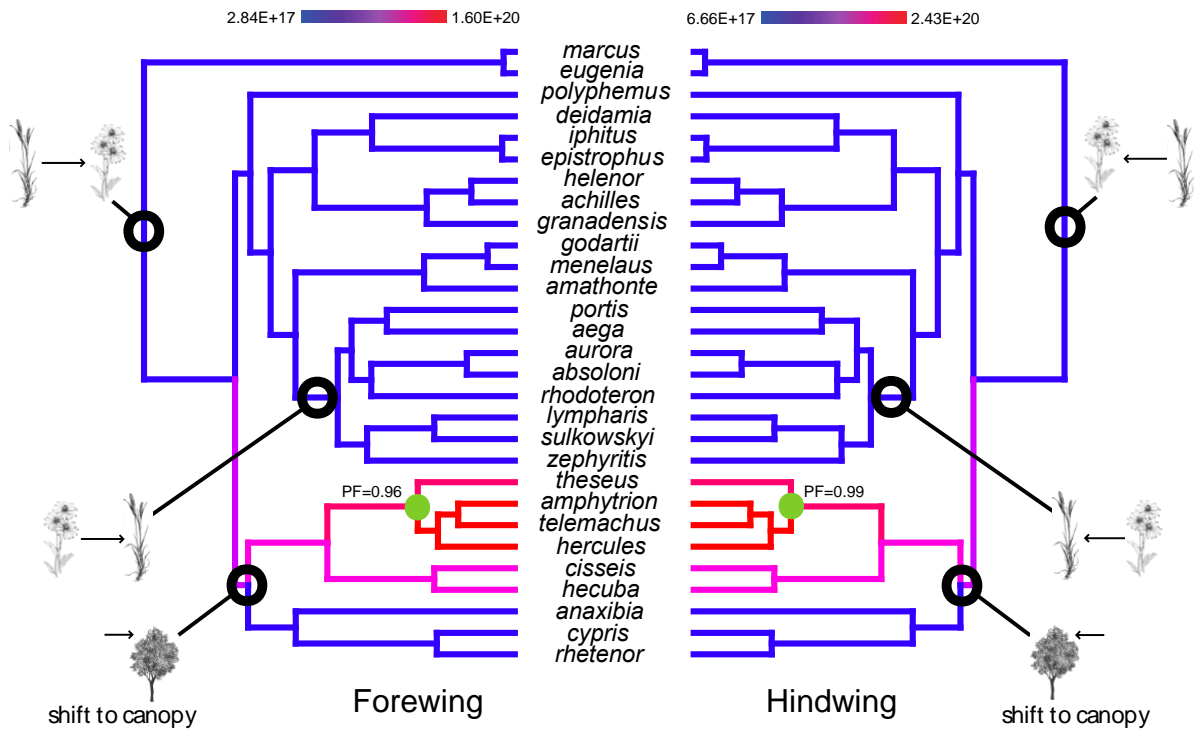 2.84E+17 1.60E+20 6.66E+17 2.43E+20
marcus
eugenia
polyphemus
deidamia
iphitus
epistrophus
helenor
achilles
granadensis
godartii
menelaus
amathonte
portis
aega
aurora
absoloni
rhodoteron
lympharis
sulkowskyi
zephyritis
theseus
PF=0.96 PF=0.99
amphytrion
telemachus
hercules
cisseis
hecuba
anaxibia
cypris
rhetenor
Forewing Hindwing
shift to canopy shift to canopy